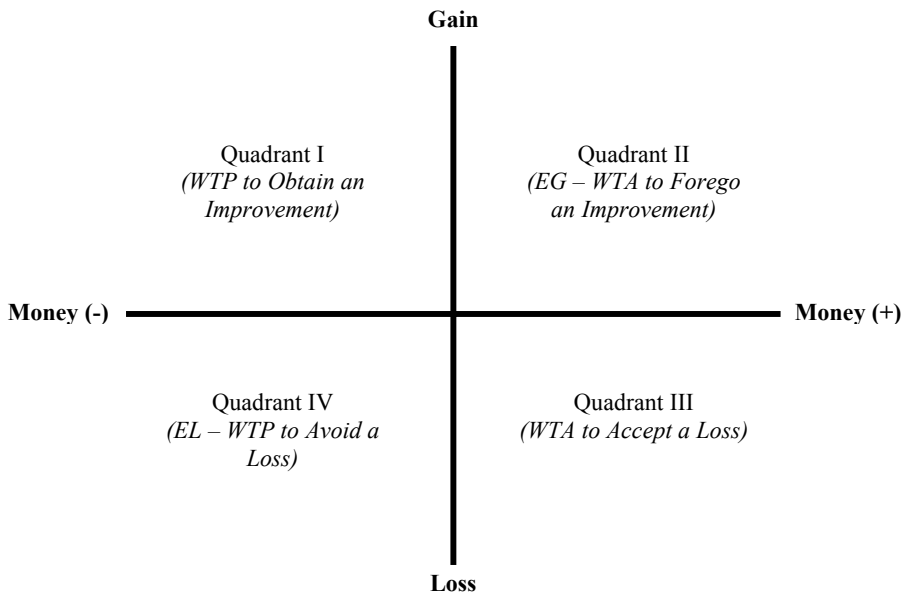 Gain
Quadrant I
(WTP to Obtain an
Improvement)
Quadrant II
(EG – WTA to Forego
an Improvement)
Money (-)
Money (+)
Quadrant IV
(EL – WTP to Avoid a
Loss)
Quadrant III
(WTA to Accept a Loss)
Loss